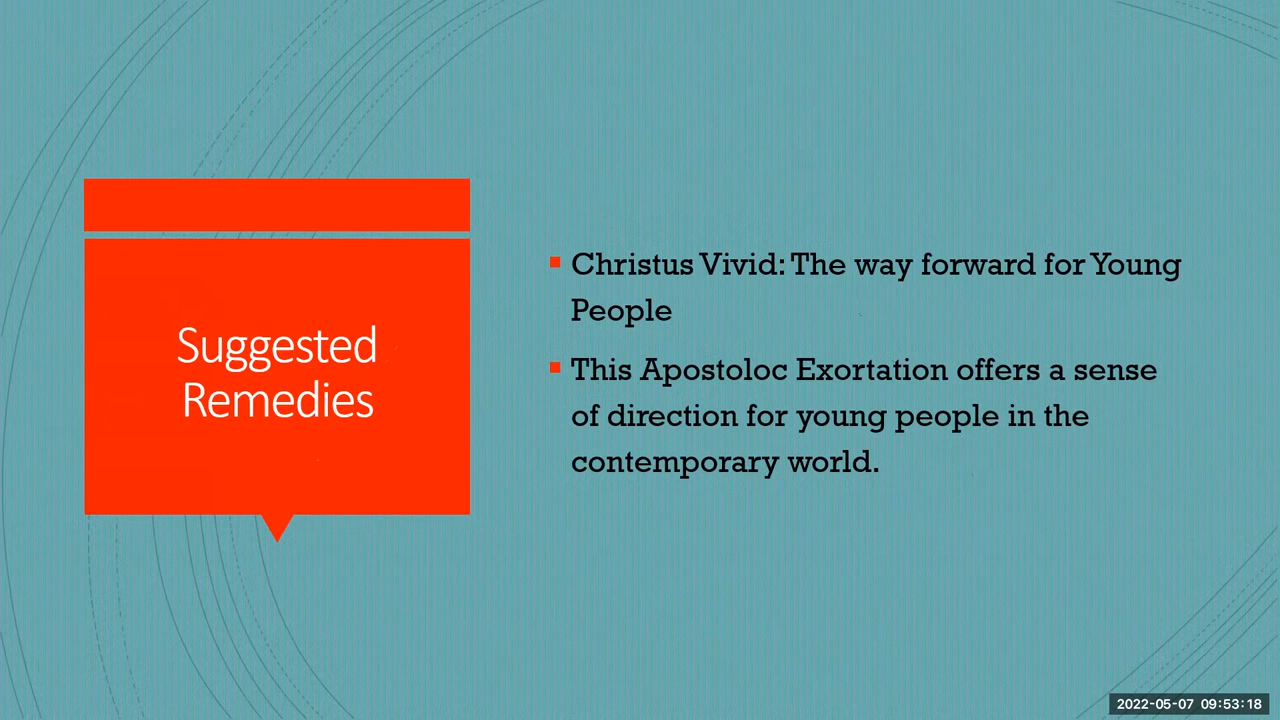 Suggested
Remedies
Christus Vivid: The way forward for Young
People
This Apostoloc Exortation offers a sense
of direction for young people in the
contemporary world.
2022-05-07 09:53:18